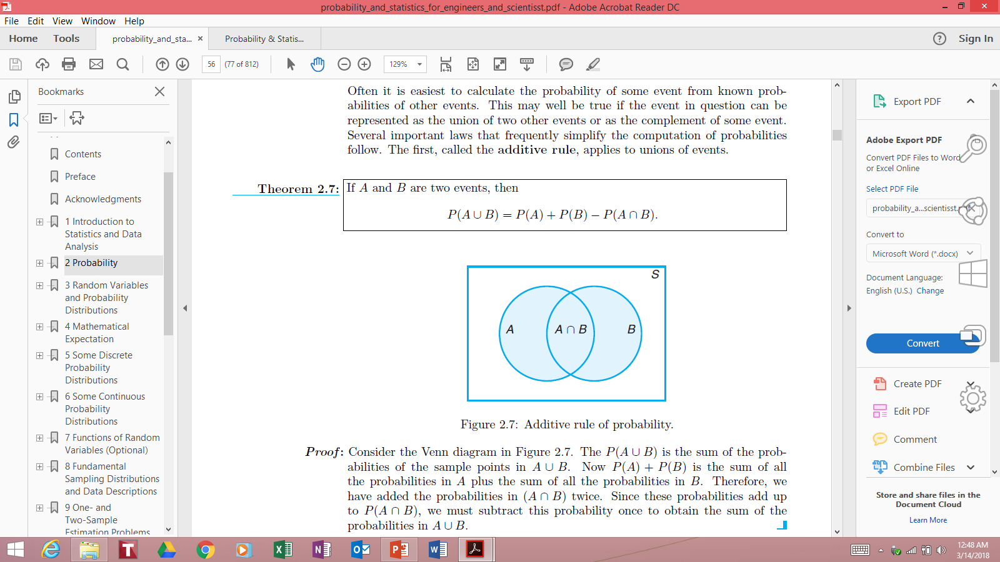 probability_and_statistics_for_engineers_and_scientisst.pdf - Adobe Acrobat Reader DC
File Edit View Window Help
Home Tools probability_and_sta... × Probability & Statis... ? Sign In
56 (77 of 812) 129%
Bookmarks
Contents
Preface
Acknowledgments
1 Introduction to
Statistics and Data
Analysis
2 Probability
3 Random Variables
and Probability
Distributions
4 Mathematical
Expectation
5 Some Discrete
Probability
Distributions
6 Some Continuous
Probability
Distributions
7 Functions of Random
Variables (Optional)
8 Fundamental
Sampling Distributions
and Data Descriptions
9 One- and
Two-Sample
Estimation Problems
Often it is easiest to calculate the probability of some event from known prob-
abilities of other events. This may well be true if the event in question can be
represented as the union of two other events or as the complement of some event.
Several important laws that frequently simplify the computation of probabilities
follow. The first, called the additive rule, applies to unions of events.
Theorem 2.7: If A and B are two events, then
P(A ∪ B) = P(A) + P(B) − P(A ∩ B).
S
A A ∩ B B
Figure 2.7: Additive rule of probability.
Proof: Consider the Venn diagram in Figure 2.7. The P(A ∪ B) is the sum of the prob-
abilities of the sample points in A ∪ B. Now P(A) + P(B) is the sum of all
the probabilities in A plus the sum of all the probabilities in B. Therefore, we
have added the probabilities in (A ∩ B) twice. Since these probabilities add up
to P(A ∩ B), we must subtract this probability once to obtain the sum of the
probabilities in A ∪ B.
Export PDF
Adobe Export PDF
Convert PDF Files to Word
or Excel Online
Select PDF File
probability_a...scientisst.pdf
Convert to
Microsoft Word (*.docx)
Document Language:
English (U.S.) Change
Convert
Create PDF
Edit PDF
Comment
Combine Files
Store and share files in the
Document Cloud
Learn More
12:48 AM
3/14/2018